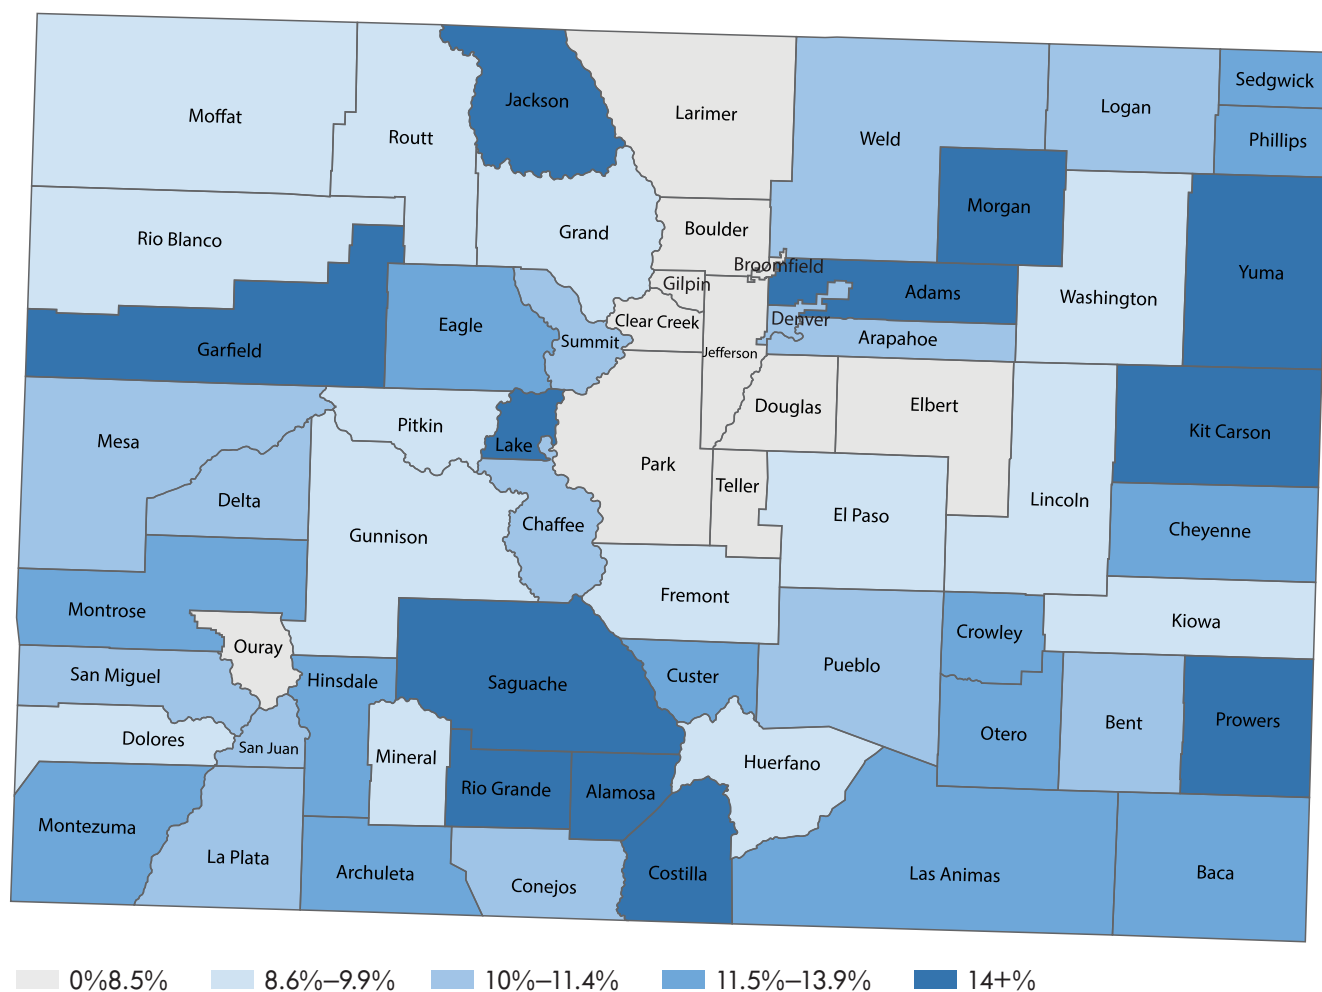 Sedgwick
Jackson
Logan
Larimer
Moffat
Weld
Phillips
Routt
Morgan
Boulder
Grand
Rio Blanco
Broomfield
Yuma
Gilpin
Adams
Washington
Clear Creek
Denver
Eagle
Summit
Arapahoe
Garfield
Jefferson
Douglas
Elbert
Pitkin
Kit Carson
Mesa
Lake
Park
Teller
Delta
Lincoln
El Paso
Chaffee
Cheyenne
Gunnison
Fremont
Montrose
Kiowa
Crowley
Ouray
Pueblo
San Miguel
Custer
Hinsdale
Saguache
Bent
Prowers
Otero
Dolores
San Juan
Mineral
Huerfano
Rio Grande
Alamosa
Montezuma
La Plata
Archuleta
Costilla
Las Animas
Baca
Conejos
0%8.5% 8.6%–9.9% 10%–11.4% 11.5%–13.9% 14+%